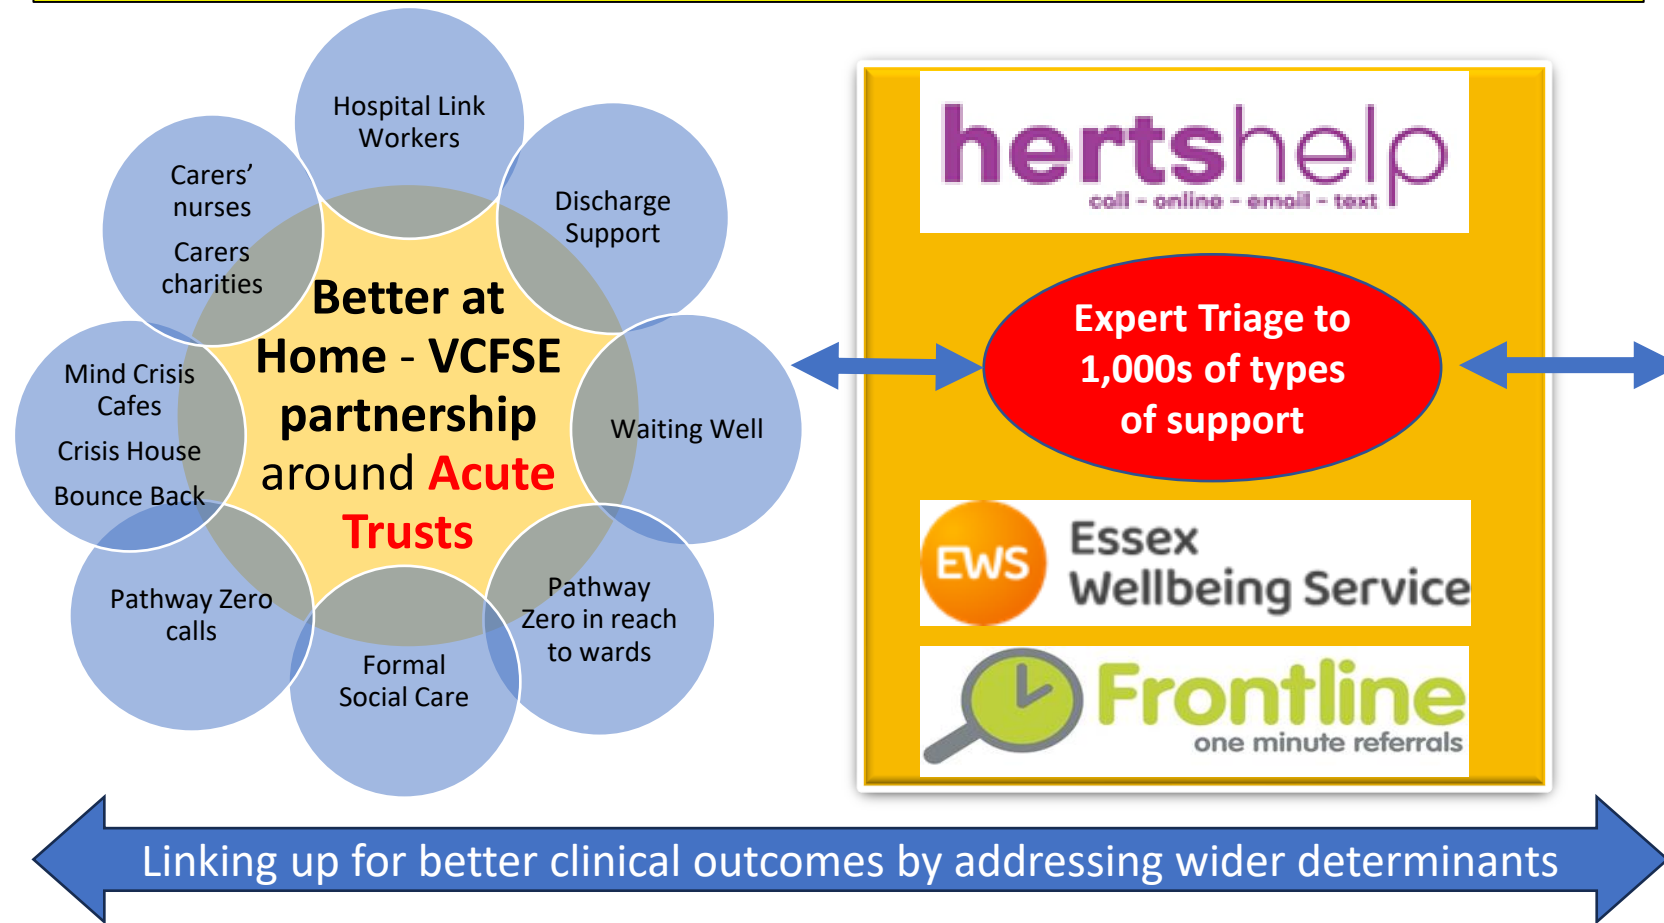 Hospital Link
Workers
Discharge
Support
Waiting Well
Pathway
Zero in reach
to wards
Formal
Social Care
Pathway Zero
calls
Mind Crisis
Cafes
Crisis House
Bounce Back
Carers’
nurses
Carers
charities
Better at
Home - VCFSE
partnership
around Acute
Trusts
hertshelp
call - online - email - text
Expert Triage to
1,000s of types
of support
EWS
Essex
Wellbeing Service
Frontline
one minute referrals
Linking up for better clinical outcomes by addressing wider determinants